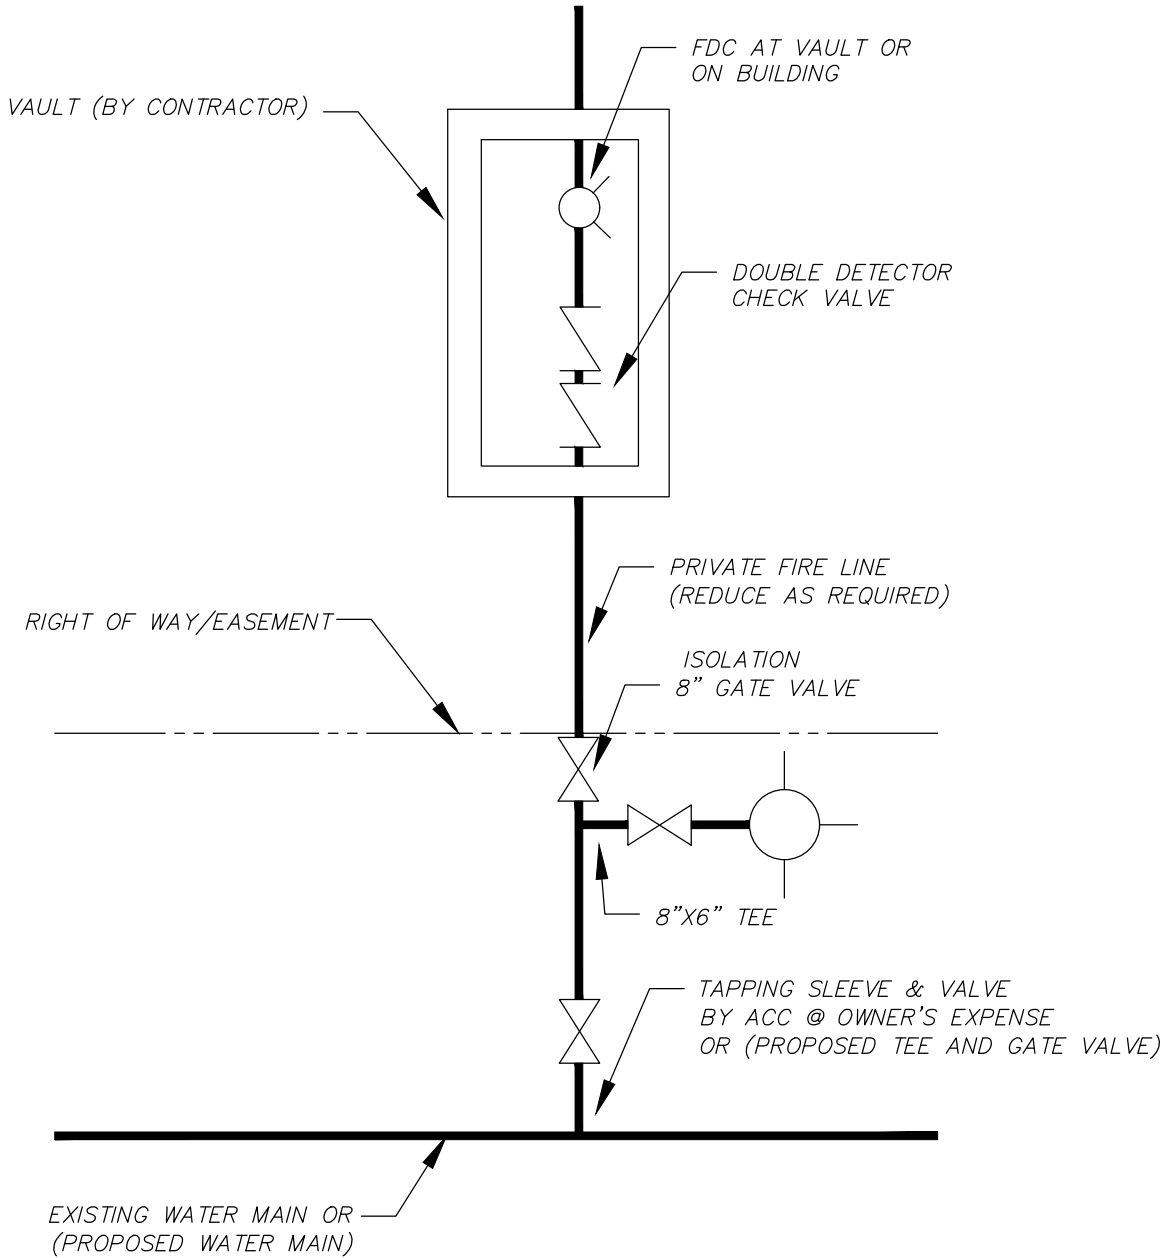 FDC AT VAULT OR
ON BUILDING
VAULT (BY CONTRACTOR)
DOUBLE DETECTOR
CHECK VALVE
PRIVATE FIRE LINE
(REDUCE AS REQUIRED)
RIGHT OF WAY/EASEMENT
ISOLATION
8" GATE VALVE
8"X6" TEE
TAPPING SLEEVE & VALVE
BY ACC @ OWNER'S EXPENSE
OR (PROPOSED TEE AND GATE VALVE)
EXISTING WATER MAIN OR
(PROPOSED WATER MAIN)